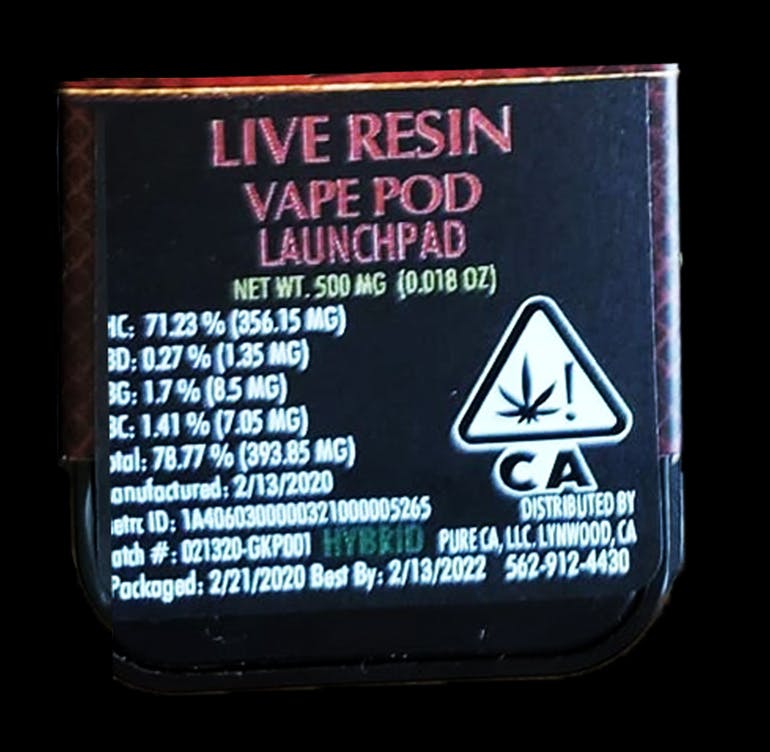 LIVE RESIN
VAPE POD
LAUNCHPAD
NET WT. 500 MG (0.018 OZ)
HC: 71.23 % (356.15 MG)
BD: 0.27 % (1.35 MG)
BG: 1.7 % (8.5 MG)
BC: 1.41 % (7.05 MG)
otal: 78.77 % (393.85 MG)
anufactured: 2/13/2020
etrc ID: 1A4060300000321000005265
atch #: 021320-GKP001 HYBRID
Packaged: 2/21/2020 Best By: 2/13/2022
!
CA
DISTRIBUTED BY
PURE CA, LLC. LYNWOOD, CA
562-912-4430